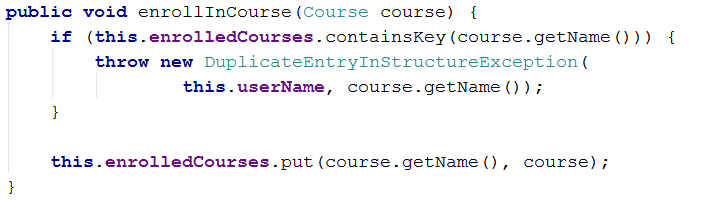 public void enrollInCourse(Course course) {
    if (this.enrolledCourses.containsKey(course.getName())) {
        throw new DuplicateEntryInStructureException(
                this.userName, course.getName());
    }

    this.enrolledCourses.put(course.getName(), course);
}